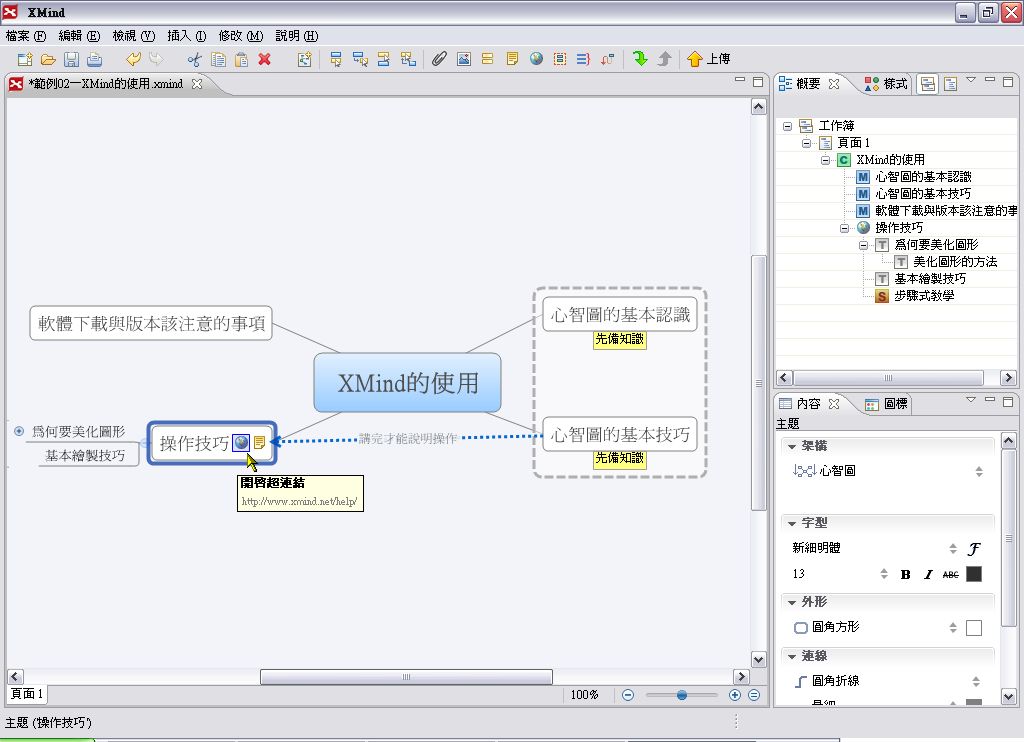 XMind
檔案 (F) 編輯 (E) 檢視 (V) 插入 (I) 修改 (M) 說明 (H)
上傳
*範例02─XMind的使用.xmind
概要
樣式
工作簿
頁面 1
XMind的使用
心智圖的基本認識
心智圖的基本技巧
軟體下載與版本該注意的事
操作技巧
為何要美化圖形
美化圖形的方法
基本繪製技巧
步驟式教學
軟體下載與版本該注意的事項
心智圖的基本認識
先備知識
XMind的使用
為何要美化圖形
基本繪製技巧
操作技巧
講完才能說明操作
心智圖的基本技巧
先備知識
開啓超連結
http://www.xmind.net/help/
內容
圖標
主題
架構
心智圖
字型
新細明體
13
B I ABC
外形
圓角方形
連線
圓角折線
頁面 1
100%
主題 ('操作技巧')